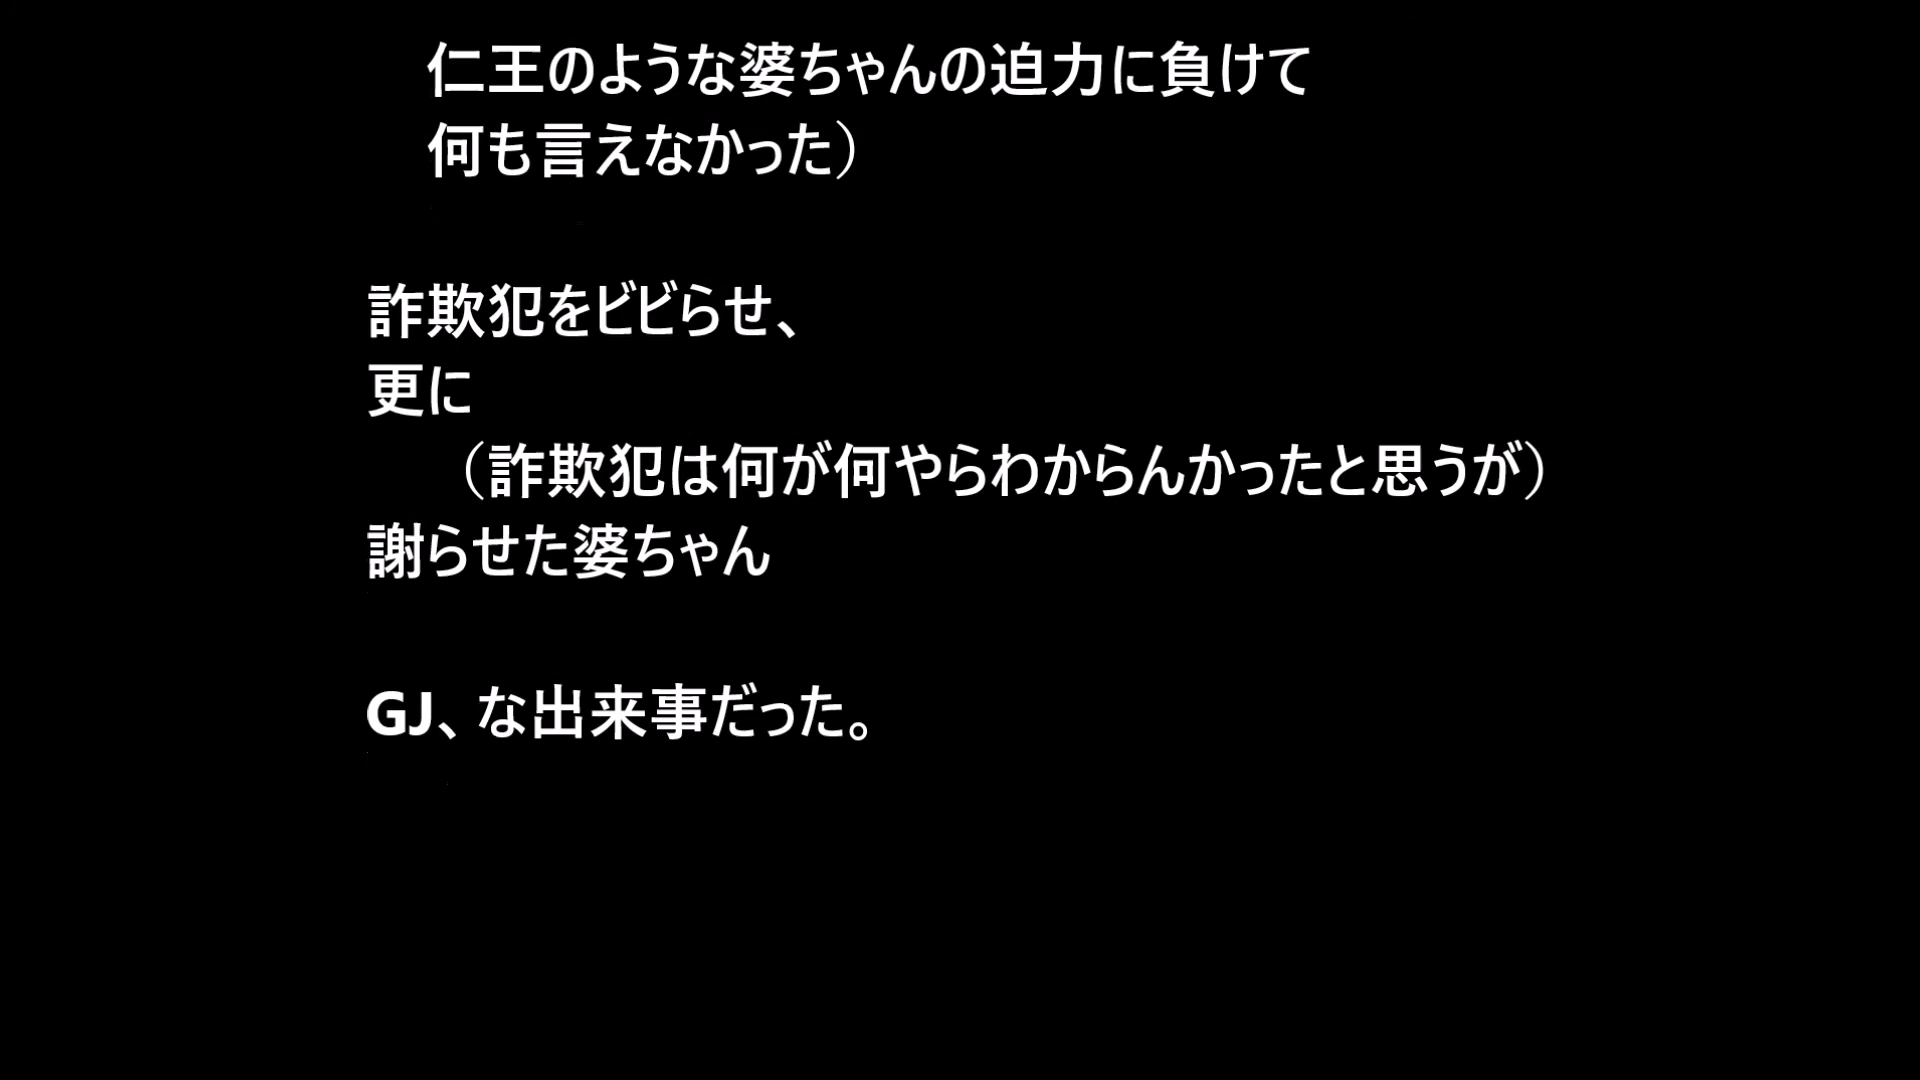 仁王のような婆ちゃんの迫力に負けて
何も言えなかった）
詐欺犯をビビらせ、
更に
（詐欺犯は何が何やらわからんかったと思うが）
謝らせた婆ちゃん
GJ、な出来事だった。